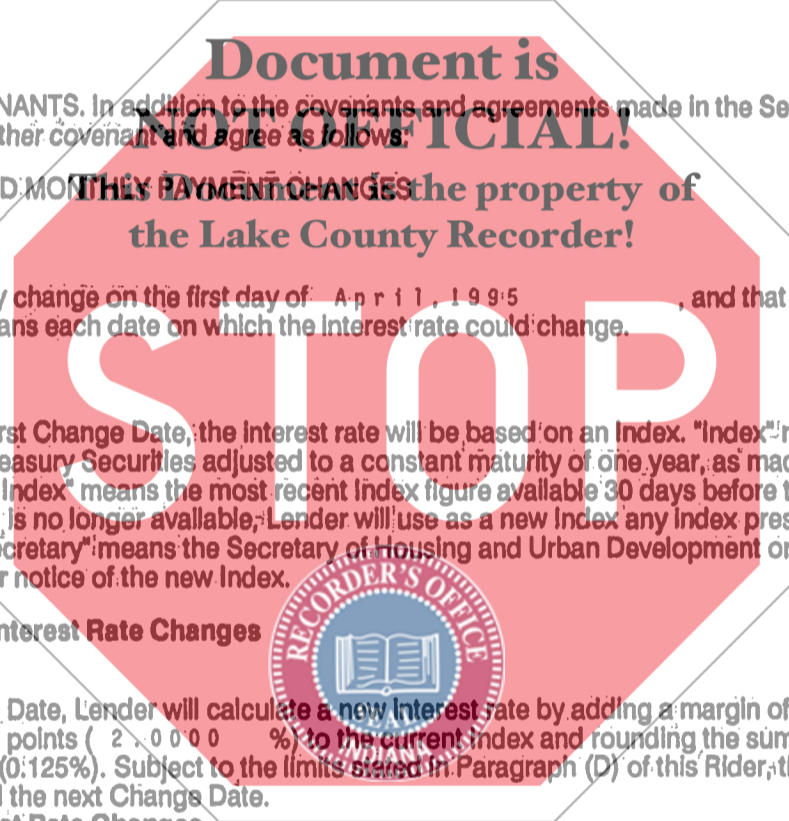 Document is
NANTS. In addition to the covenants and agreements made in the Se
NOT OFFICIAL!
ther covenant and agree as follows:
D MONTHLY PAYMENT CHANGES
This Document is the property of
the Lake County Recorder!
change on the first day of April, 1995 , and that
ans each date on which the interest rate could change.
STOP
rst Change Date, the interest rate will be based on an Index. "Index"
easury Securities adjusted to a constant maturity of one year, as mad
Index" means the most recent Index figure available 30 days before t
is no longer available, Lender will use as a new Index any index pres
cretary" means the Secretary of Housing and Urban Development or
r notice of the new Index.
RECORDER'S OFFICE
nterest Rate Changes
Date, Lender will calculate a new interest rate by adding a margin of
points ( 2.0000 %) to the current Index and rounding the sum
INDIANA
(0.125%). Subject to the limits stated in Paragraph (D) of this Rider, th
the next Change Date.